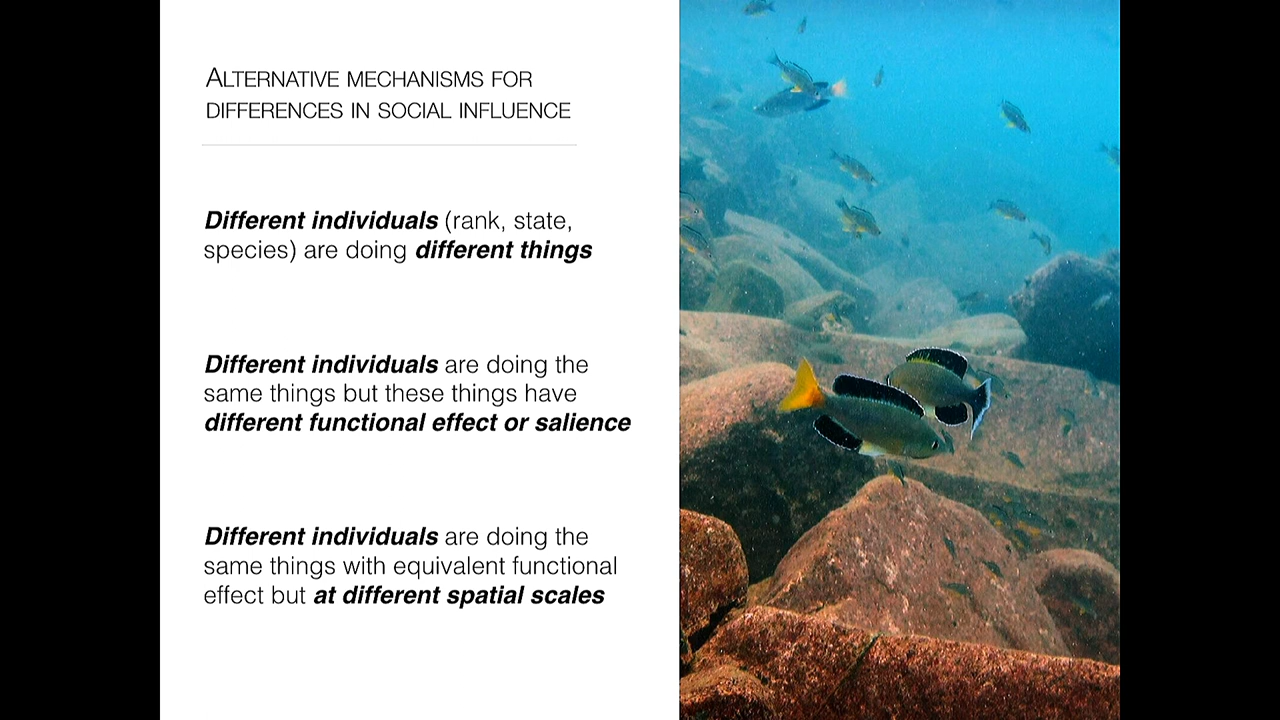 ALTERNATIVE MECHANISMS FOR
DIFFERENCES IN SOCIAL INFLUENCE
Different individuals (rank, state,
species) are doing different things
Different individuals are doing the
same things but these things have
different functional effect or salience
Different individuals are doing the
same things with equivalent functional
effect but at different spatial scales